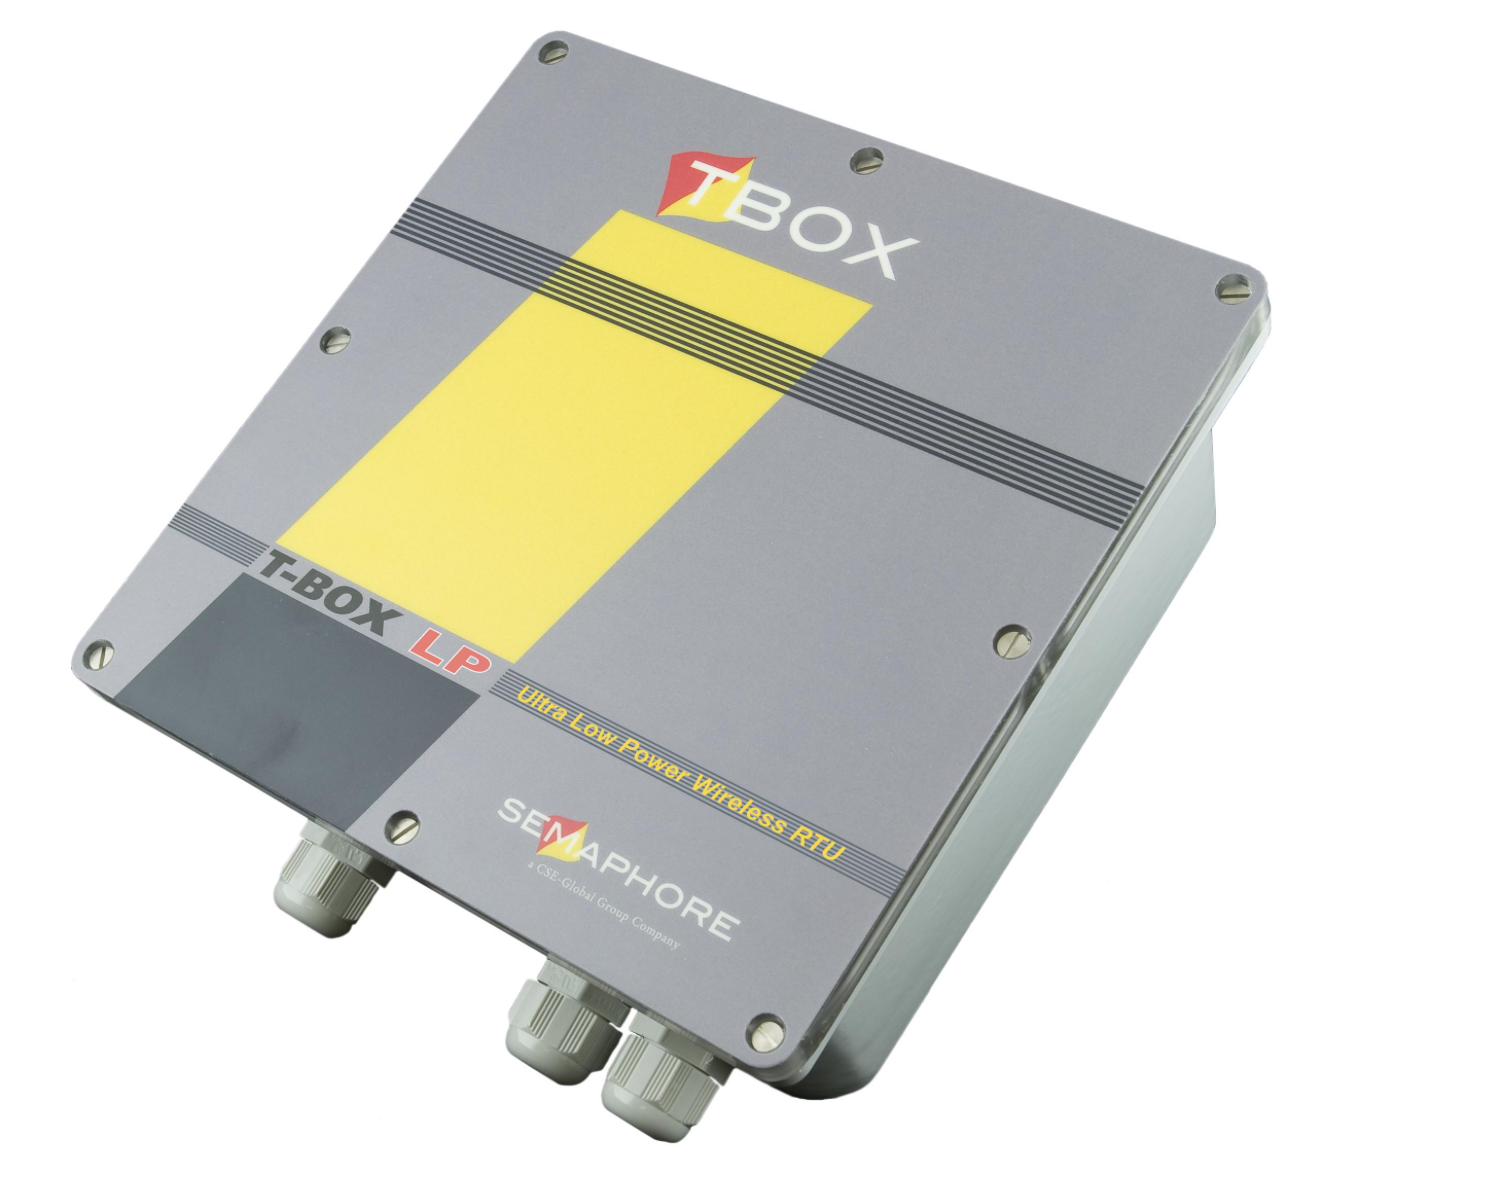 TBOX
T-BOX LP
Ultra Low Power Wireless RTU
SEMAPHORE
a CSE-Global Group Company